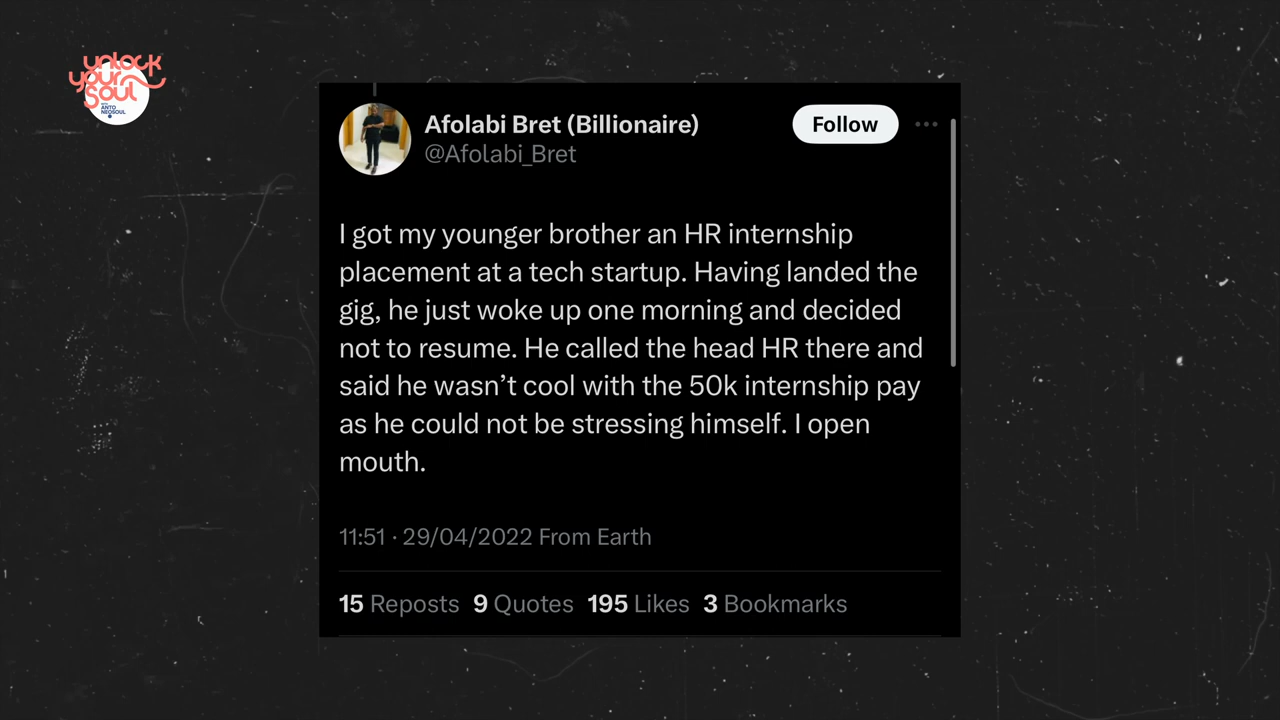 unlock
your
soul
WITH
ANTO
NEOSOUL
Afolabi Bret (Billionaire)
Follow
@Afolabi_Bret
I got my younger brother an HR internship
placement at a tech startup. Having landed the
gig, he just woke up one morning and decided
not to resume. He called the head HR there and
said he wasn’t cool with the 50k internship pay
as he could not be stressing himself. I open
mouth.
11:51 · 29/04/2022 From Earth
15 Reposts 9 Quotes 195 Likes 3 Bookmarks